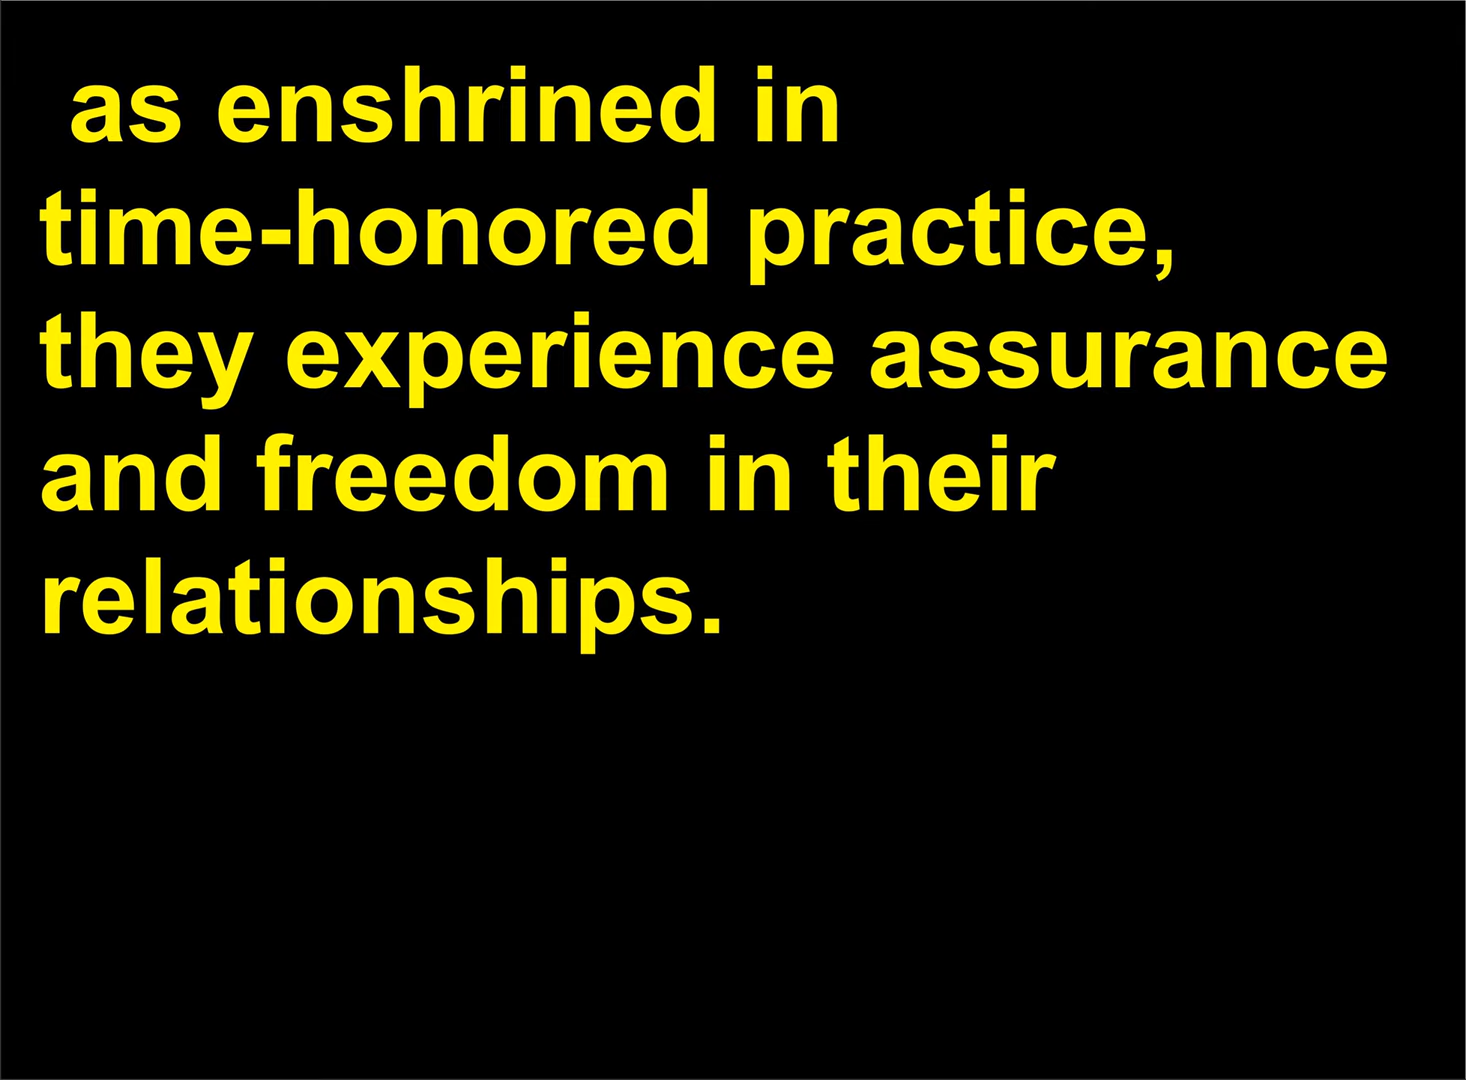 as enshrined in
time-honored practice,
they experience assurance
and freedom in their
relationships.